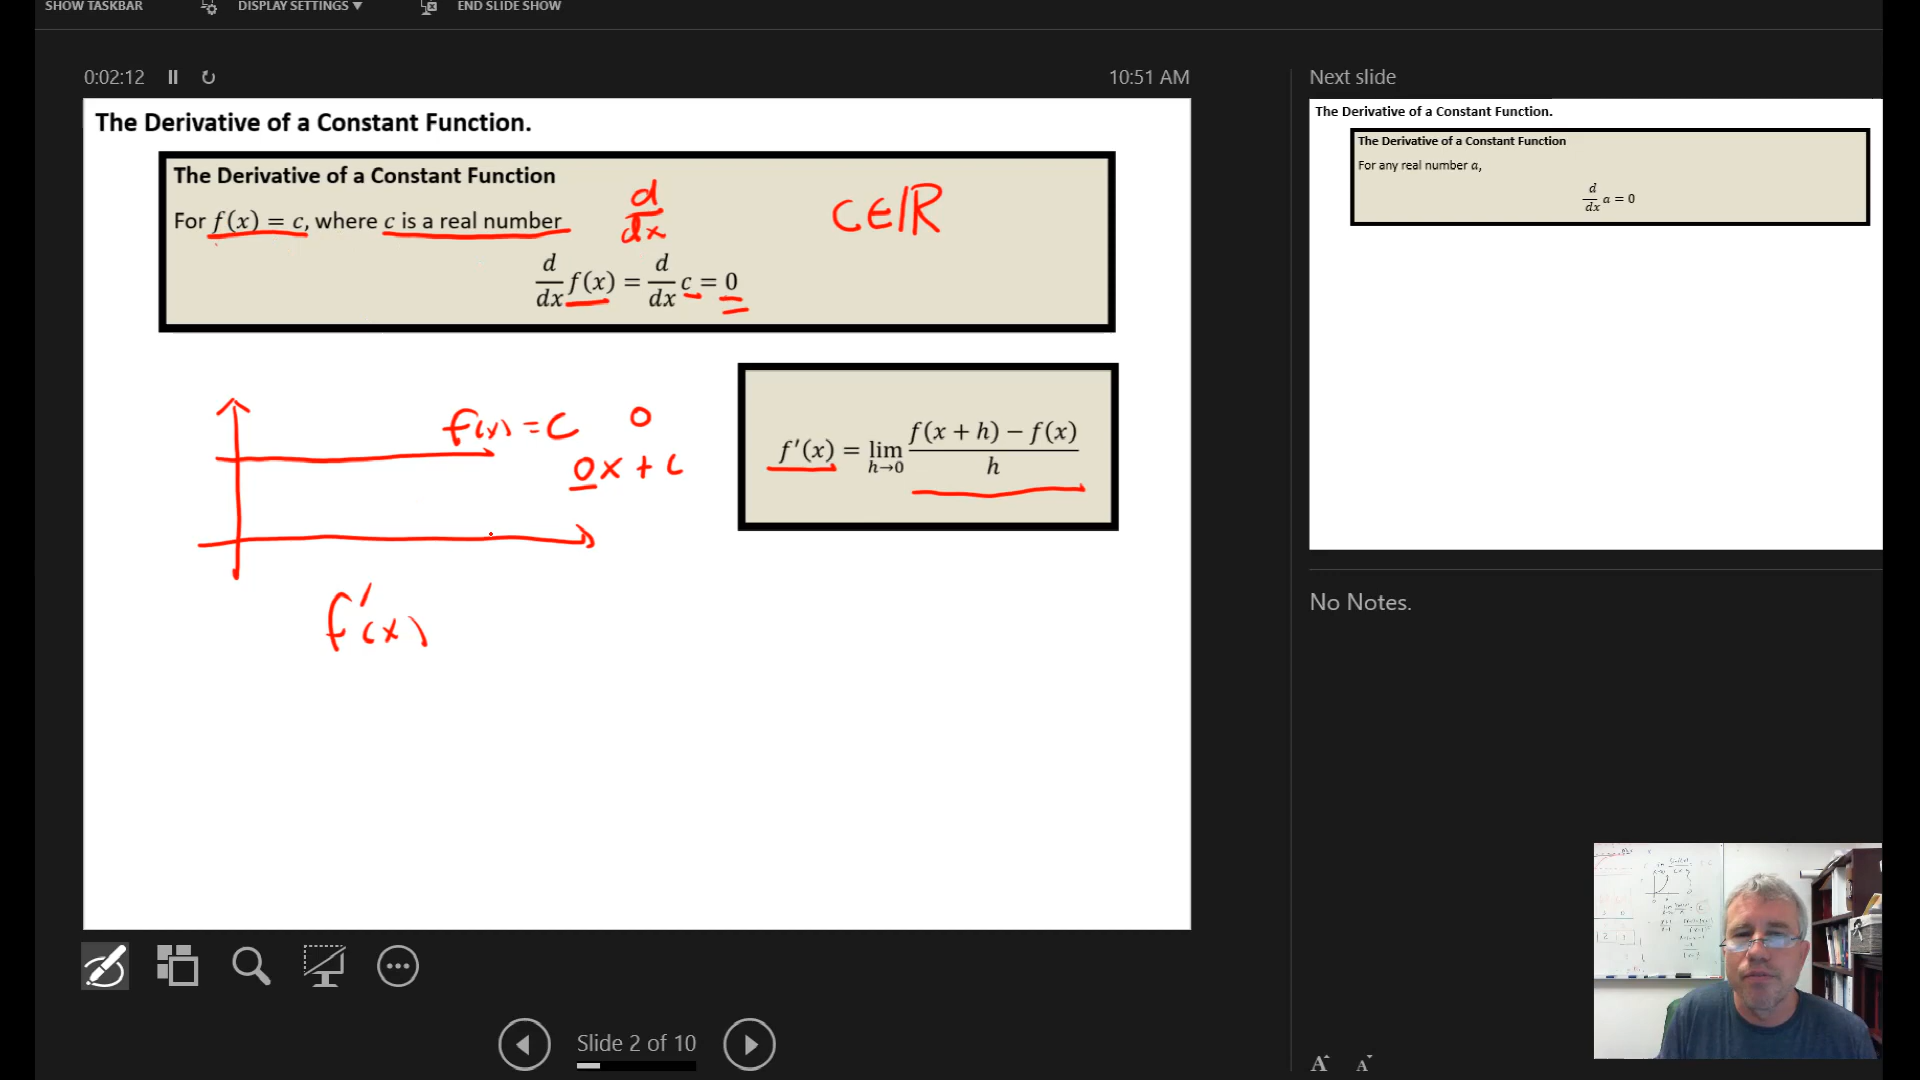 SHOW TASKBAR DISPLAY SETTINGS ▼ END SLIDE SHOW
0:02:12 10:51 AM
The Derivative of a Constant Function.
The Derivative of a Constant Function
For f(x) = c, where c is a real number
d/dx
C∈ℝ
d/dx f(x) = d/dx c = 0
f(x) = C 0
0x + c
f'(x)
f'(x) = lim h→0 (f(x + h) − f(x))/h
Next slide
The Derivative of a Constant Function.
The Derivative of a Constant Function
For any real number a,
d/dx a = 0
No Notes.
Slide 2 of 10
A A